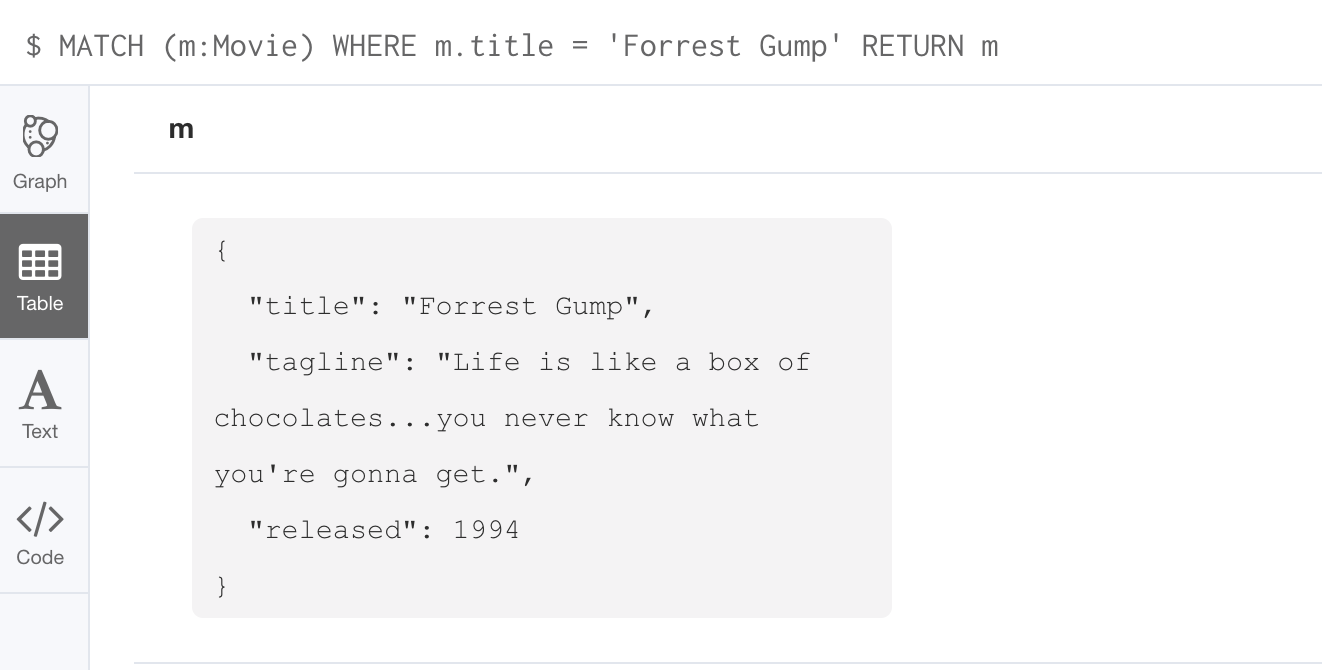 $ MATCH (m:Movie) WHERE m.title = 'Forrest Gump' RETURN m
Graph
Table
Text
Code
m
{
"title": "Forrest Gump",
"tagline": "Life is like a box of
chocolates...you never know what
you're gonna get.",
"released": 1994
}